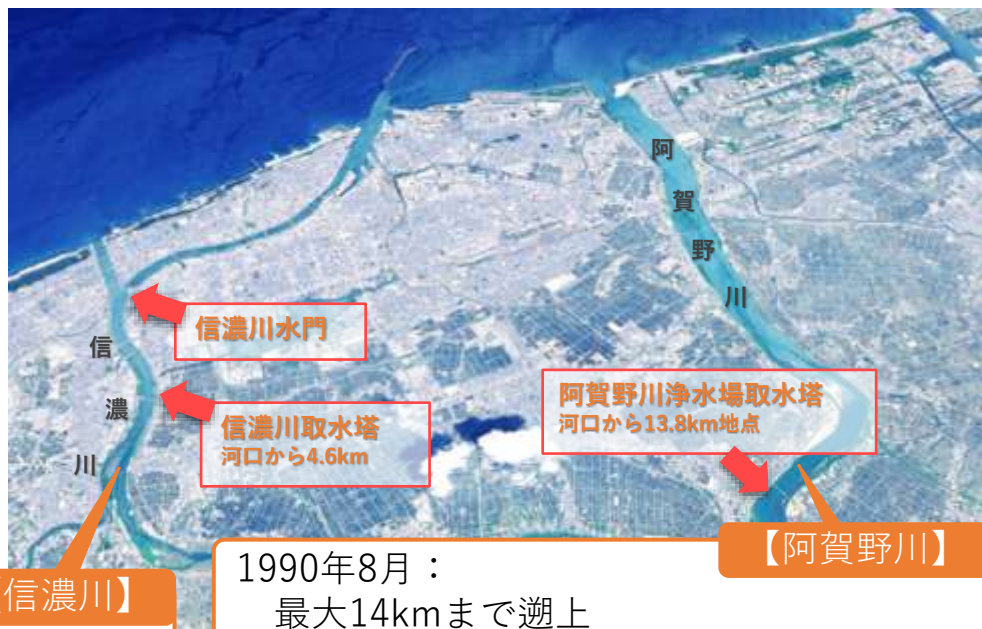 阿賀野川
信濃川水門
信濃川
阿賀野川浄水場取水塔
河口から13.8km地点
信濃川取水塔
河口から4.6km
【阿賀野川】
信濃川】
1990年8月：
最大14kmまで遡上